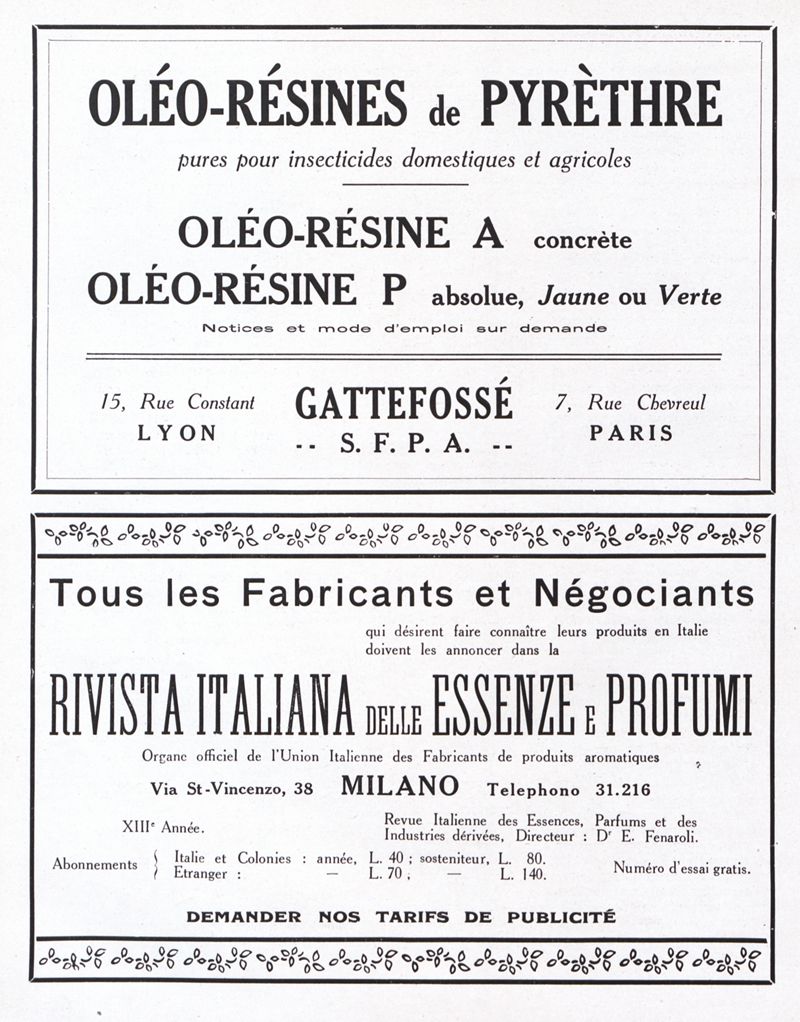 OLÉO-RÉSINES de PYRÈTHRE
pures pour insecticides domestiques et agricoles
OLÉO-RÉSINE A concrète
OLÉO-RÉSINE P absolue, Jaune ou Verte
Notices et mode d'emploi sur demande
15, Rue Constant
LYON
GATTEFOSSÉ
-- S. F. P. A. --
7, Rue Chevreul
PARIS
Tous les Fabricants et Négociants
qui désirent faire connaître leurs produits en Italie
doivent les annoncer dans la
RIVISTA ITALIANA DELLE ESSENZE E PROFUMI
Organe officiel de l'Union Italienne des Fabricants de produits aromatiques
Via St-Vincenzo, 38 MILANO Telephono 31.216
XIIIe Année.
Revue Italienne des Essences, Parfums et des
Industries dérivées, Directeur : Dr E. Fenaroli.
Abonnements
Italie et Colonies : année, L. 40 ; sosteniteur, L. 80.
Etranger : — L. 70 ; — L. 140.
Numéro d'essai gratis.
DEMANDER NOS TARIFS DE PUBLICITÉ